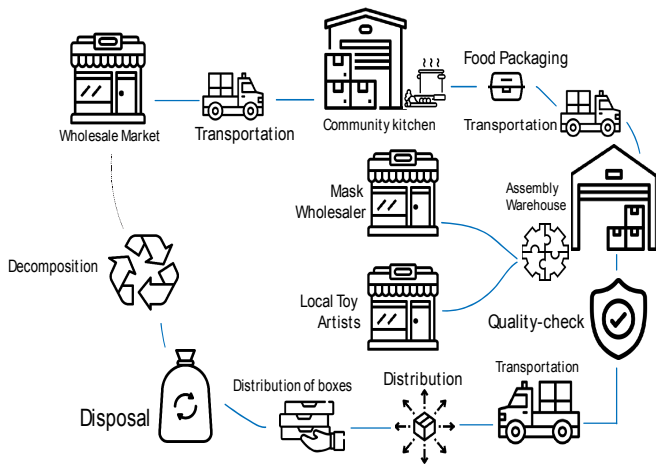 Food Packaging
Wholesale Market
Transportation
Community kitchen
Transportation
Mask
Wholesaler
Assembly
Warehouse
Decomposition
Local Toy
Artists
Quality-check
Disposal
Distribution of boxes
Distribution
Transportation